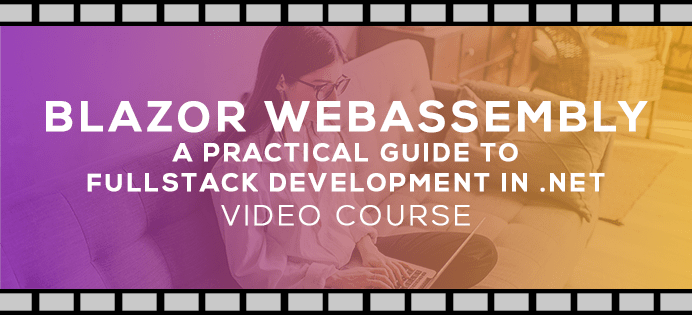 BLAZOR WEBASSEMBLY
A PRACTICAL GUIDE TO
FULLSTACK DEVELOPMENT IN .NET
VIDEO COURSE